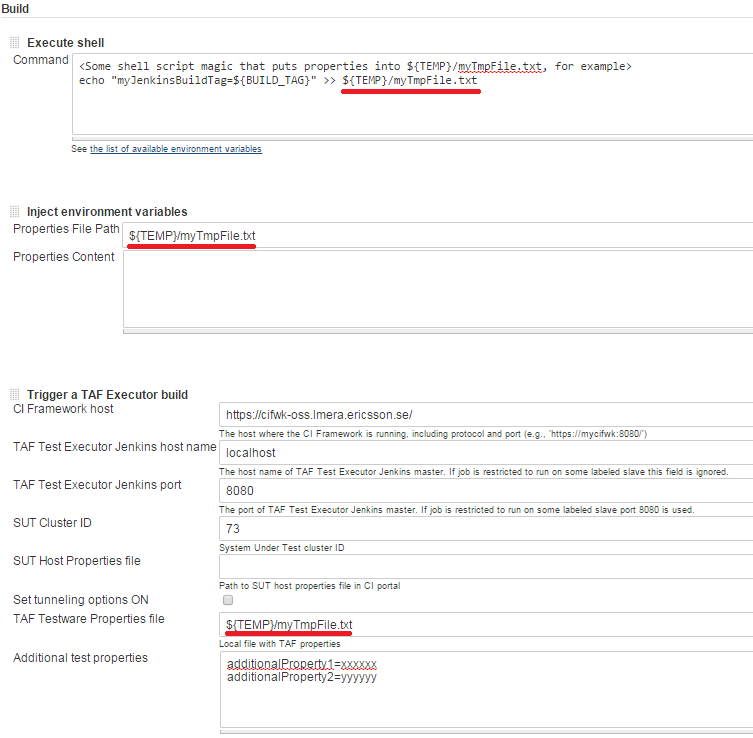 Build
Execute shell
Command
<Some shell script magic that puts properties into ${TEMP}/myTmpFile.txt, for example>
echo "myJenkinsBuildTag=${BUILD_TAG}" >> ${TEMP}/myTmpFile.txt
See the list of available environment variables
Inject environment variables
Properties File Path
${TEMP}/myTmpFile.txt
Properties Content
Trigger a TAF Executor build
CI Framework host
https://cifwk-oss.lmera.ericsson.se/
The host where the CI Framework is running, including protocol and port (e.g., 'https://mycifwk:8080/')
TAF Test Executor Jenkins host name
localhost
The host name of TAF Test Executor Jenkins master. If job is restricted to run on some labeled slave this field is ignored.
TAF Test Executor Jenkins port
8080
The port of TAF Test Executor Jenkins master. If job is restricted to run on some labeled slave port 8080 is used.
SUT Cluster ID
73
System Under Test cluster ID
SUT Host Properties file
Path to SUT host properties file in CI portal
Set tunneling options ON
TAF Testware Properties file
${TEMP}/myTmpFile.txt
Local file with TAF properties
Additional test properties
additionalProperty1=xxxxxx
additionalProperty2=yyyyyy